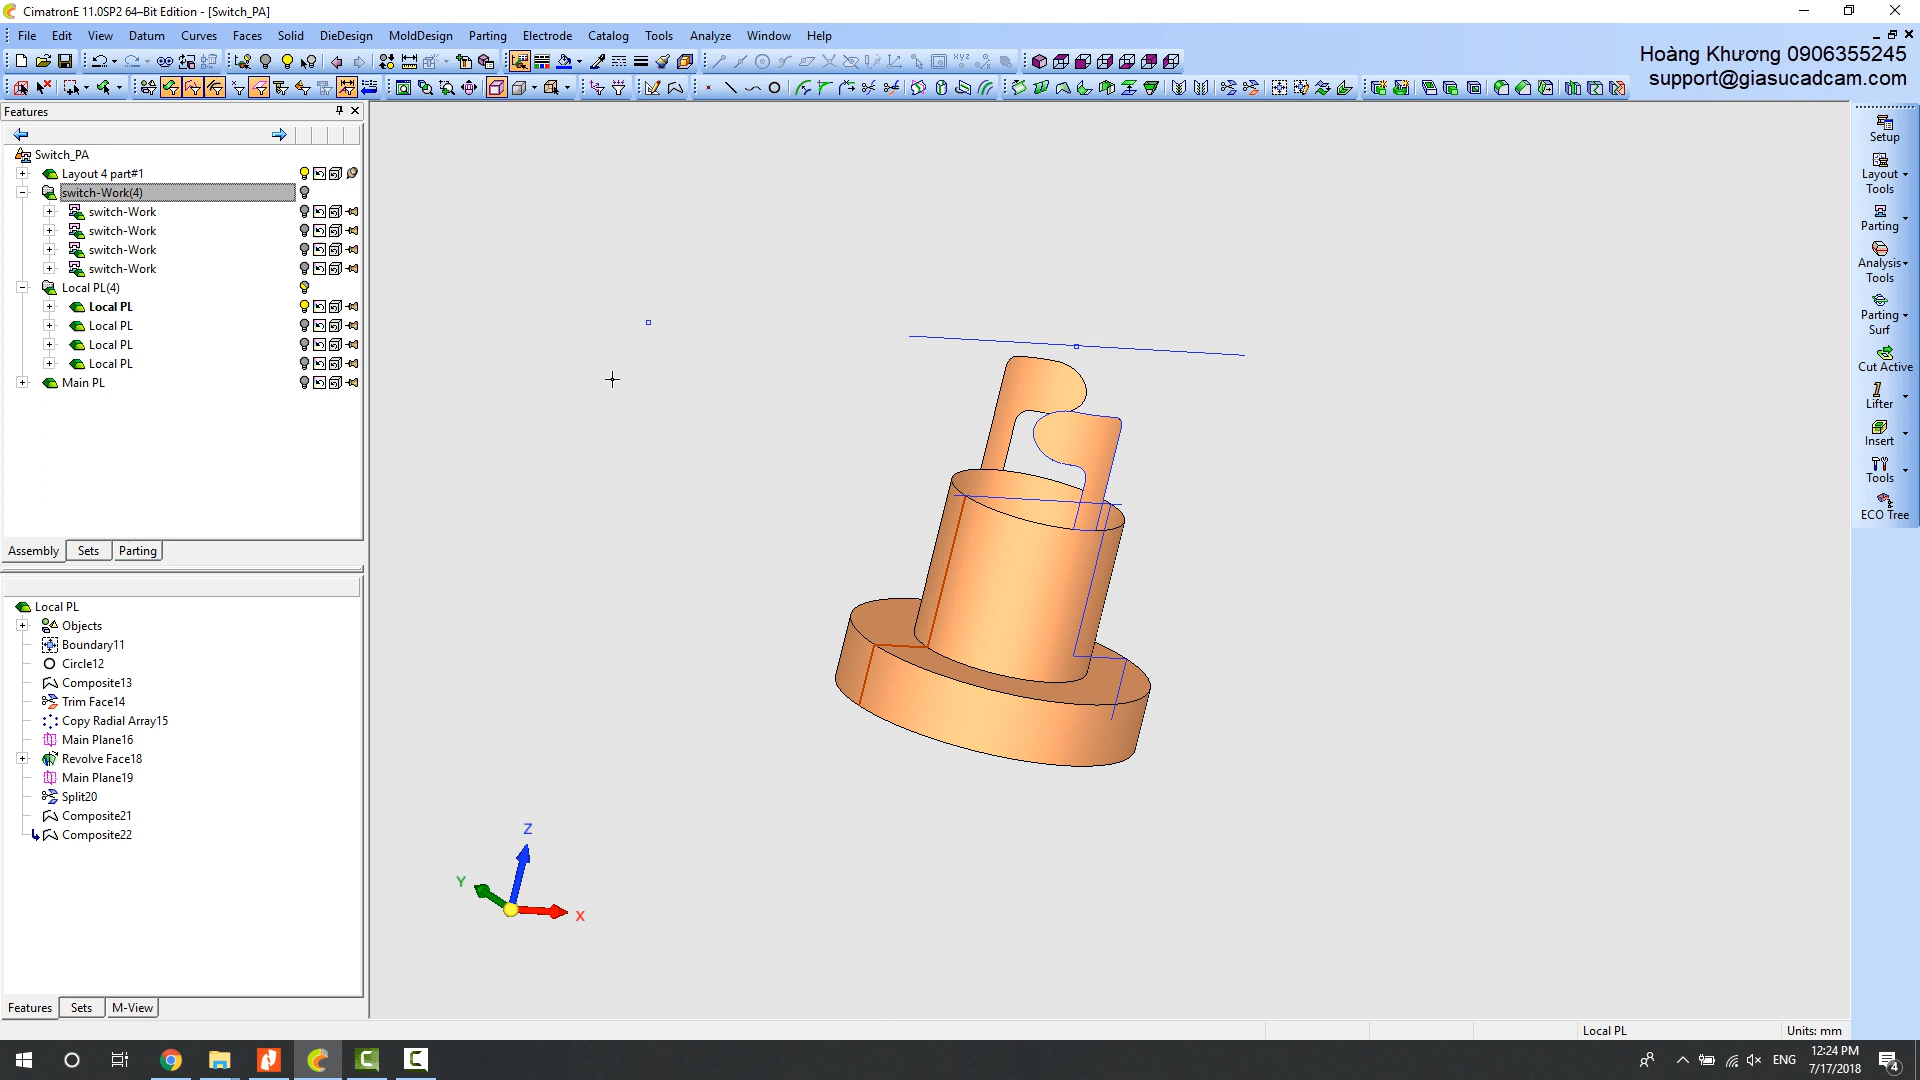 CimatronE 11.0SP2 64–Bit Edition - [Switch_PA]
File Edit View Datum Curves Faces Solid DieDesign MoldDesign Parting Electrode Catalog Tools Analyze Window Help
Hoàng Khương 0906355245
support@giasucadcam.com
Features
Switch_PA
Layout 4 part#1
switch-Work(4)
switch-Work
switch-Work
switch-Work
switch-Work
Local PL(4)
Local PL
Local PL
Local PL
Local PL
Main PL
Assembly Sets Parting
Local PL
Objects
Boundary11
Circle12
Composite13
Trim Face14
Copy Radial Array15
Main Plane16
Revolve Face18
Main Plane19
Split20
Composite21
Composite22
Features Sets M-View
Z
Y
X
Setup
Layout
Tools
Parting
Analysis
Tools
Parting
Surf
Cut Active
Lifter
Insert
Tools
ECO Tree
Local PL
Units: mm
ENG
12:24 PM
7/17/2018
4